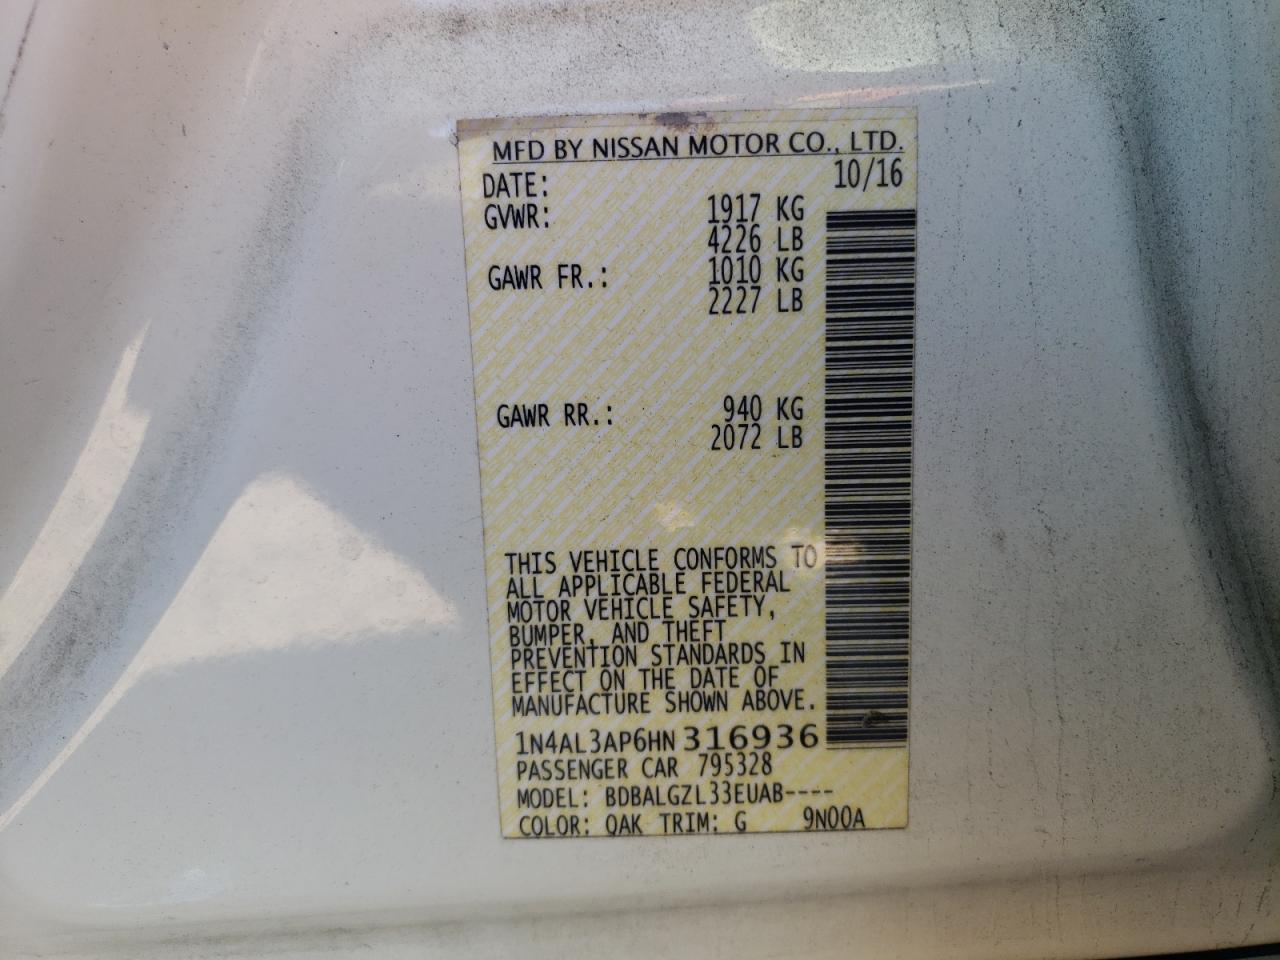 MFD BY NISSAN MOTOR CO., LTD.
DATE: 10/16
GVWR: 1917 KG
4226 LB
GAWR FR.: 1010 KG
2227 LB
GAWR RR.: 940 KG
2072 LB
THIS VEHICLE CONFORMS TO
ALL APPLICABLE FEDERAL
MOTOR VEHICLE SAFETY,
BUMPER, AND THEFT
PREVENTION STANDARDS IN
EFFECT ON THE DATE OF
MANUFACTURE SHOWN ABOVE.
1N4AL3AP6HN316936
PASSENGER CAR 795328
MODEL: BDBALGZL33EUAB----
COLOR: QAK TRIM: G 9N00A